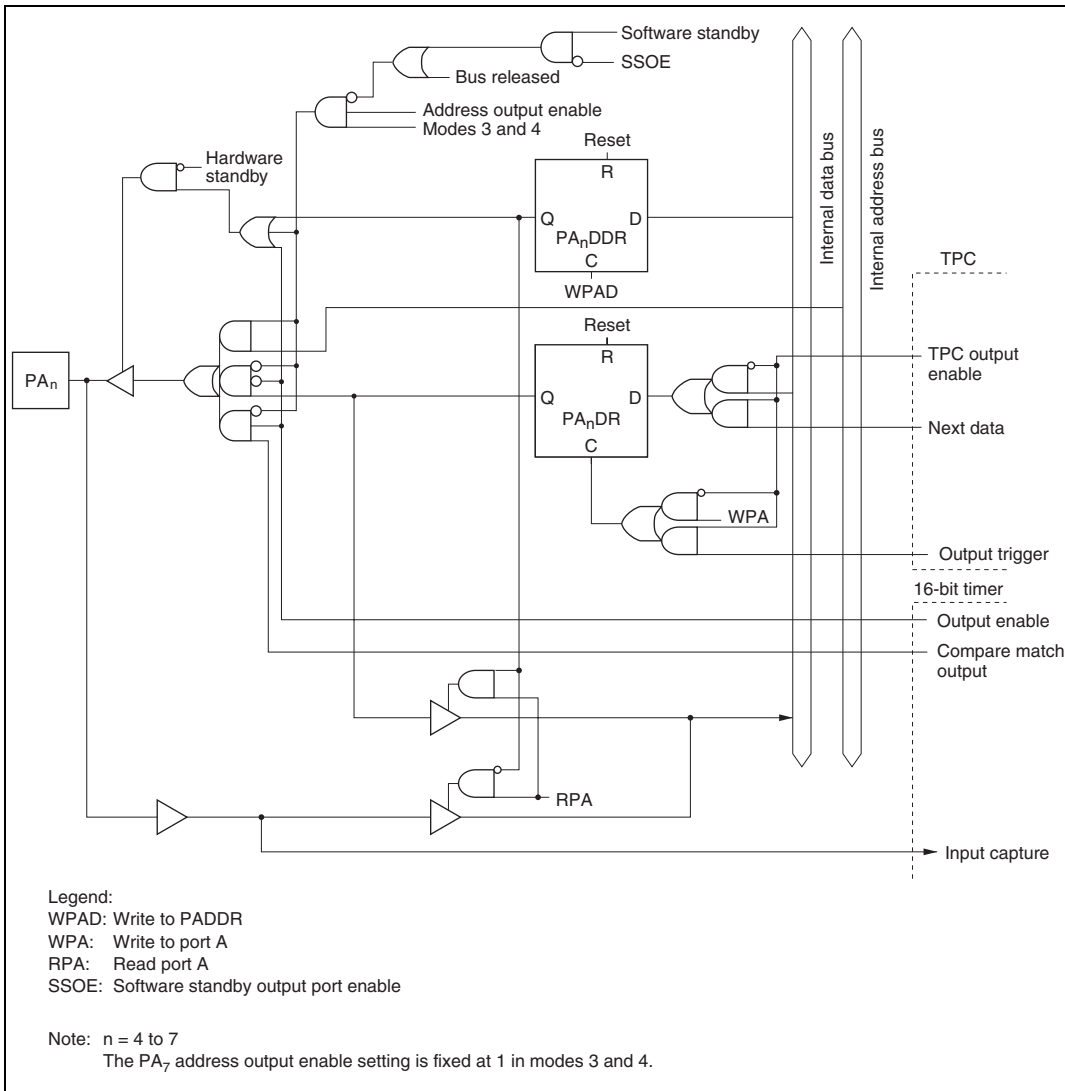 Software standby
SSOE
Bus released
Address output enable
Modes 3 and 4
Hardware
standby
Reset
R
Q
D
PAnDDR
C
WPAD
Internal data bus
Internal address bus
TPC
Reset
R
TPC output
enable
PAn
Q
D
PAnDR
Next data
C
WPA
Output trigger
16-bit timer
Output enable
Compare match
output
RPA
Input capture
Legend:
WPAD: Write to PADDR
WPA: Write to port A
RPA: Read port A
SSOE: Software standby output port enable
Note: n = 4 to 7
The PA7 address output enable setting is fixed at 1 in modes 3 and 4.